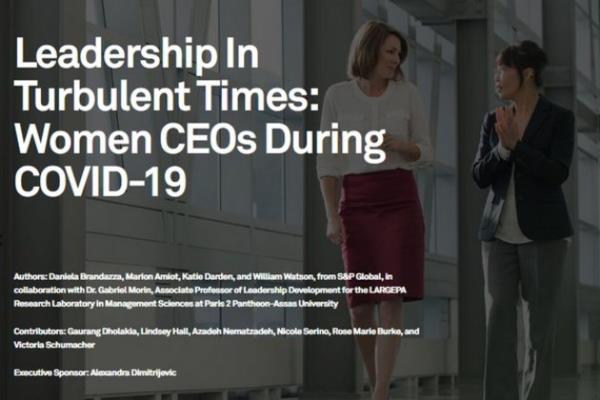 Leadership In
Turbulent Times:
Women CEOs During
COVID-19
Authors: Daniela Brandazza, Marion Amiot, Katie Darden, and William Watson, from S&P Global, in
collaboration with Dr. Gabriel Morin, Associate Professor of Leadership Development for the LARGEPA
Research Laboratory in Management Sciences at Paris 2 Pantheon-Assas University
Contributors: Gaurang Dholakia, Lindsey Hall, Azadeh Nematzadeh, Nicole Serino, Rose Marie Burke, and
Victoria Schumacher
Executive Sponsor: Alexandra Dimitrijevic